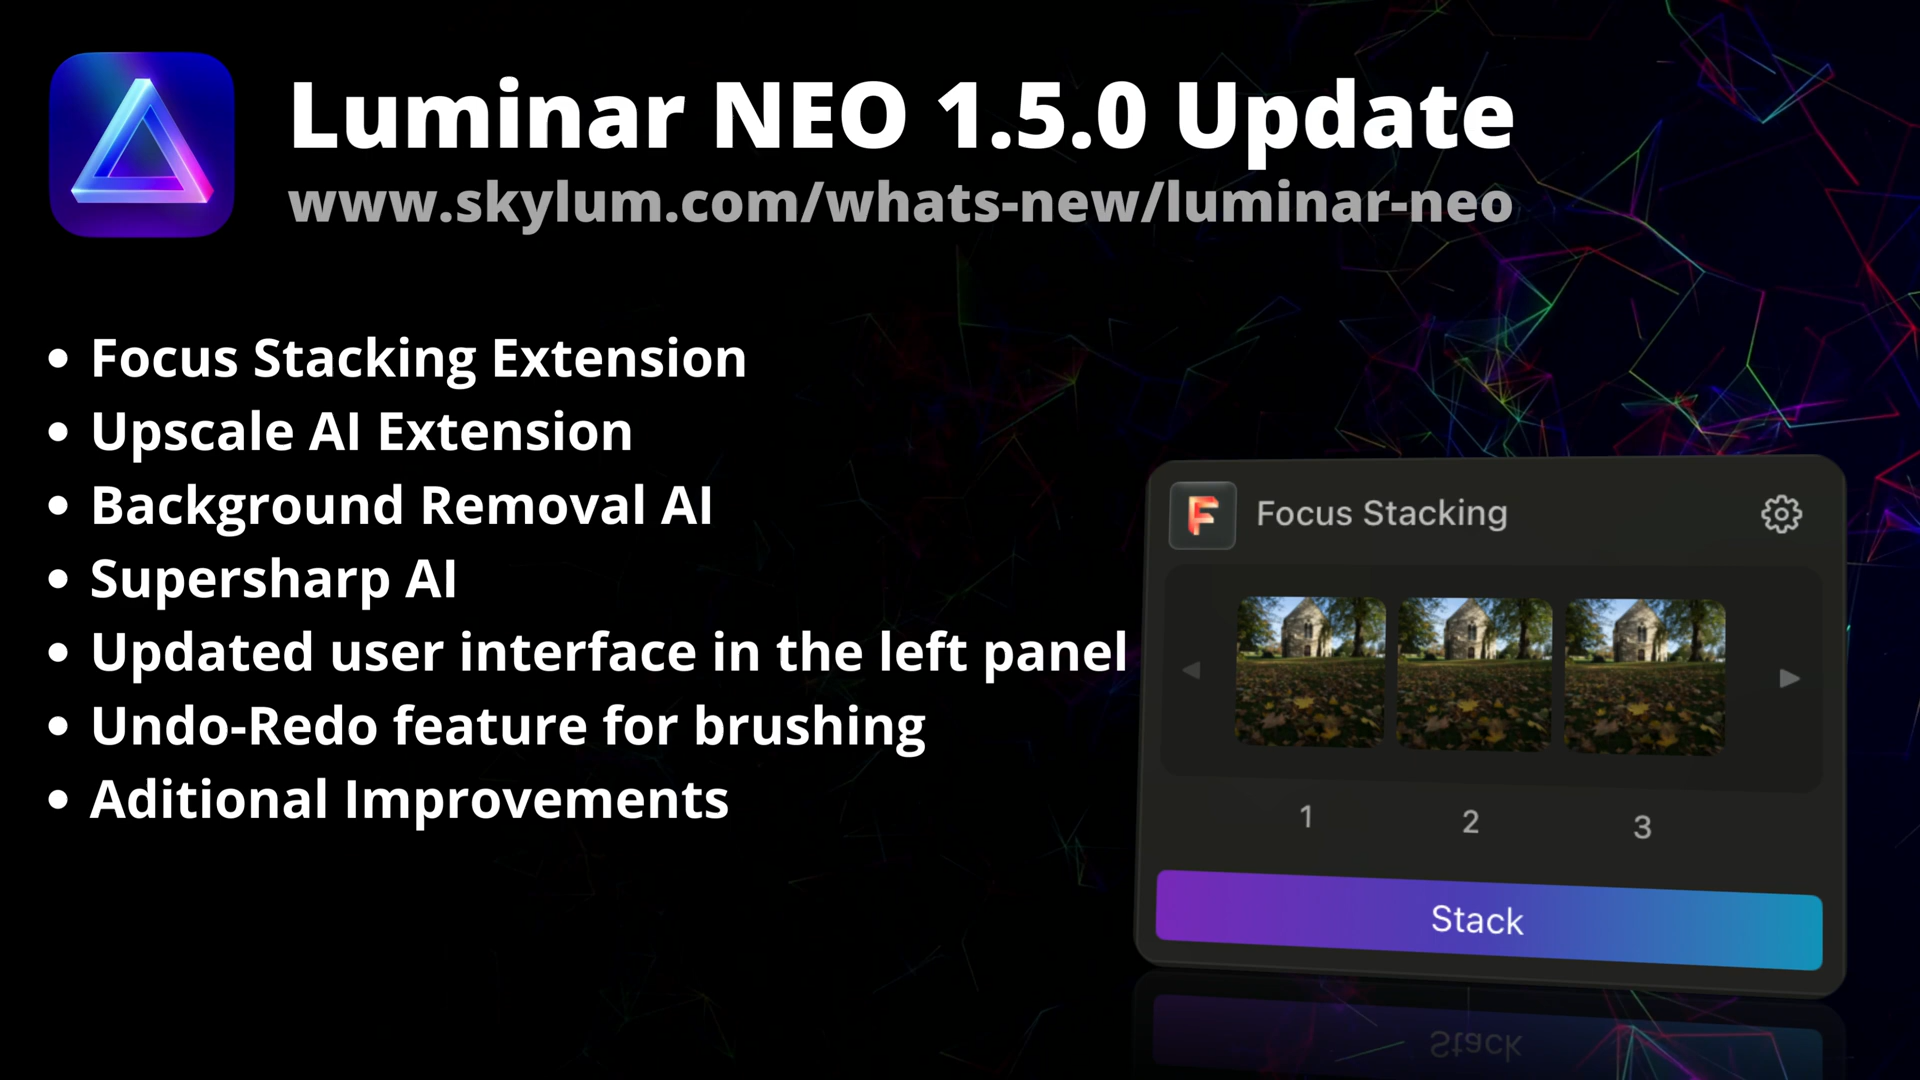 Luminar NEO 1.5.0 Update
www.skylum.com/whats-new/luminar-neo
• Focus Stacking Extension
• Upscale AI Extension
• Background Removal AI
• Supersharp AI
• Updated user interface in the left panel
• Undo-Redo feature for brushing
• Aditional Improvements
F Focus Stacking
1 2 3
Stack
Stack